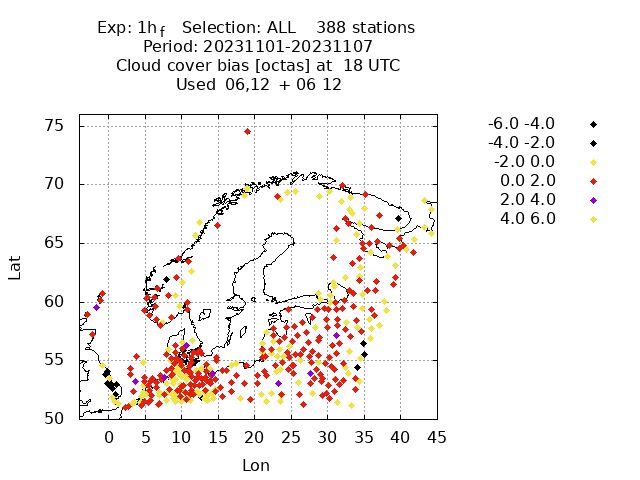 Exp: 1h f   Selection: ALL    388 stations
Period: 20231101-20231107
Cloud cover bias [octas] at  18 UTC
Used  06,12  + 06 12
-6.0 -4.0
-4.0 -2.0
-2.0 0.0
0.0 2.0
2.0 4.0
4.0 6.0
75
70
65
60
55
50
Lat
0 5 10 15 20 25 30 35 40 45
Lon